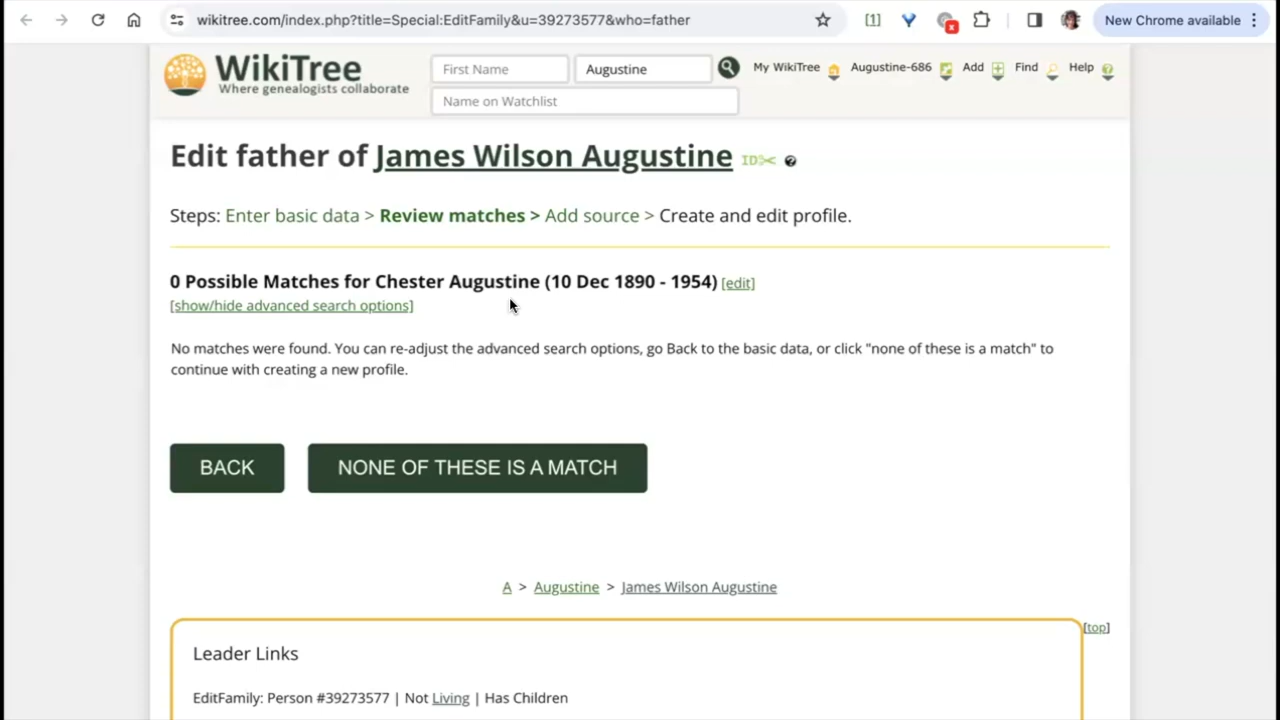 wikitree.com/index.php?title=Special:EditFamily&u=39273577&who=father
[1]
New Chrome available
WikiTree
Where genealogists collaborate
First Name
Augustine
My WikiTree
Augustine-686
Add
Find
Help
Name on Watchlist
Edit father of James Wilson Augustine ID ?
Steps: Enter basic data > Review matches > Add source > Create and edit profile.
0 Possible Matches for Chester Augustine (10 Dec 1890 - 1954) [edit]
[show/hide advanced search options]
No matches were found. You can re-adjust the advanced search options, go Back to the basic data, or click "none of these is a match" to
continue with creating a new profile.
BACK
NONE OF THESE IS A MATCH
A > Augustine > James Wilson Augustine
[top]
Leader Links
EditFamily: Person #39273577 | Not Living | Has Children